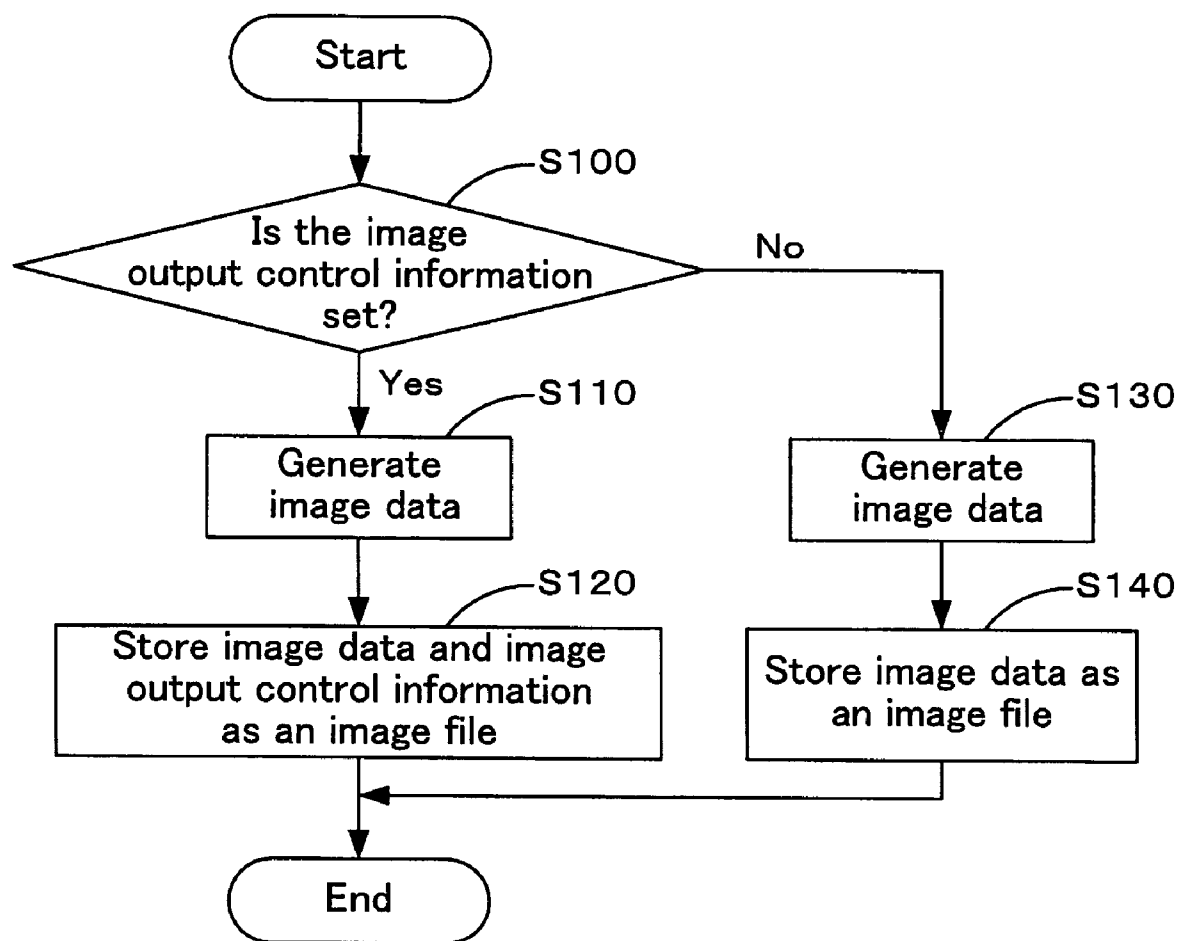 Start
S100
Is the image
output control information
set?
No
Yes
S110
Generate
image data
S130
Generate
image data
S120
Store image data and image
output control information
as an image file
S140
Store image data as
an image file
End